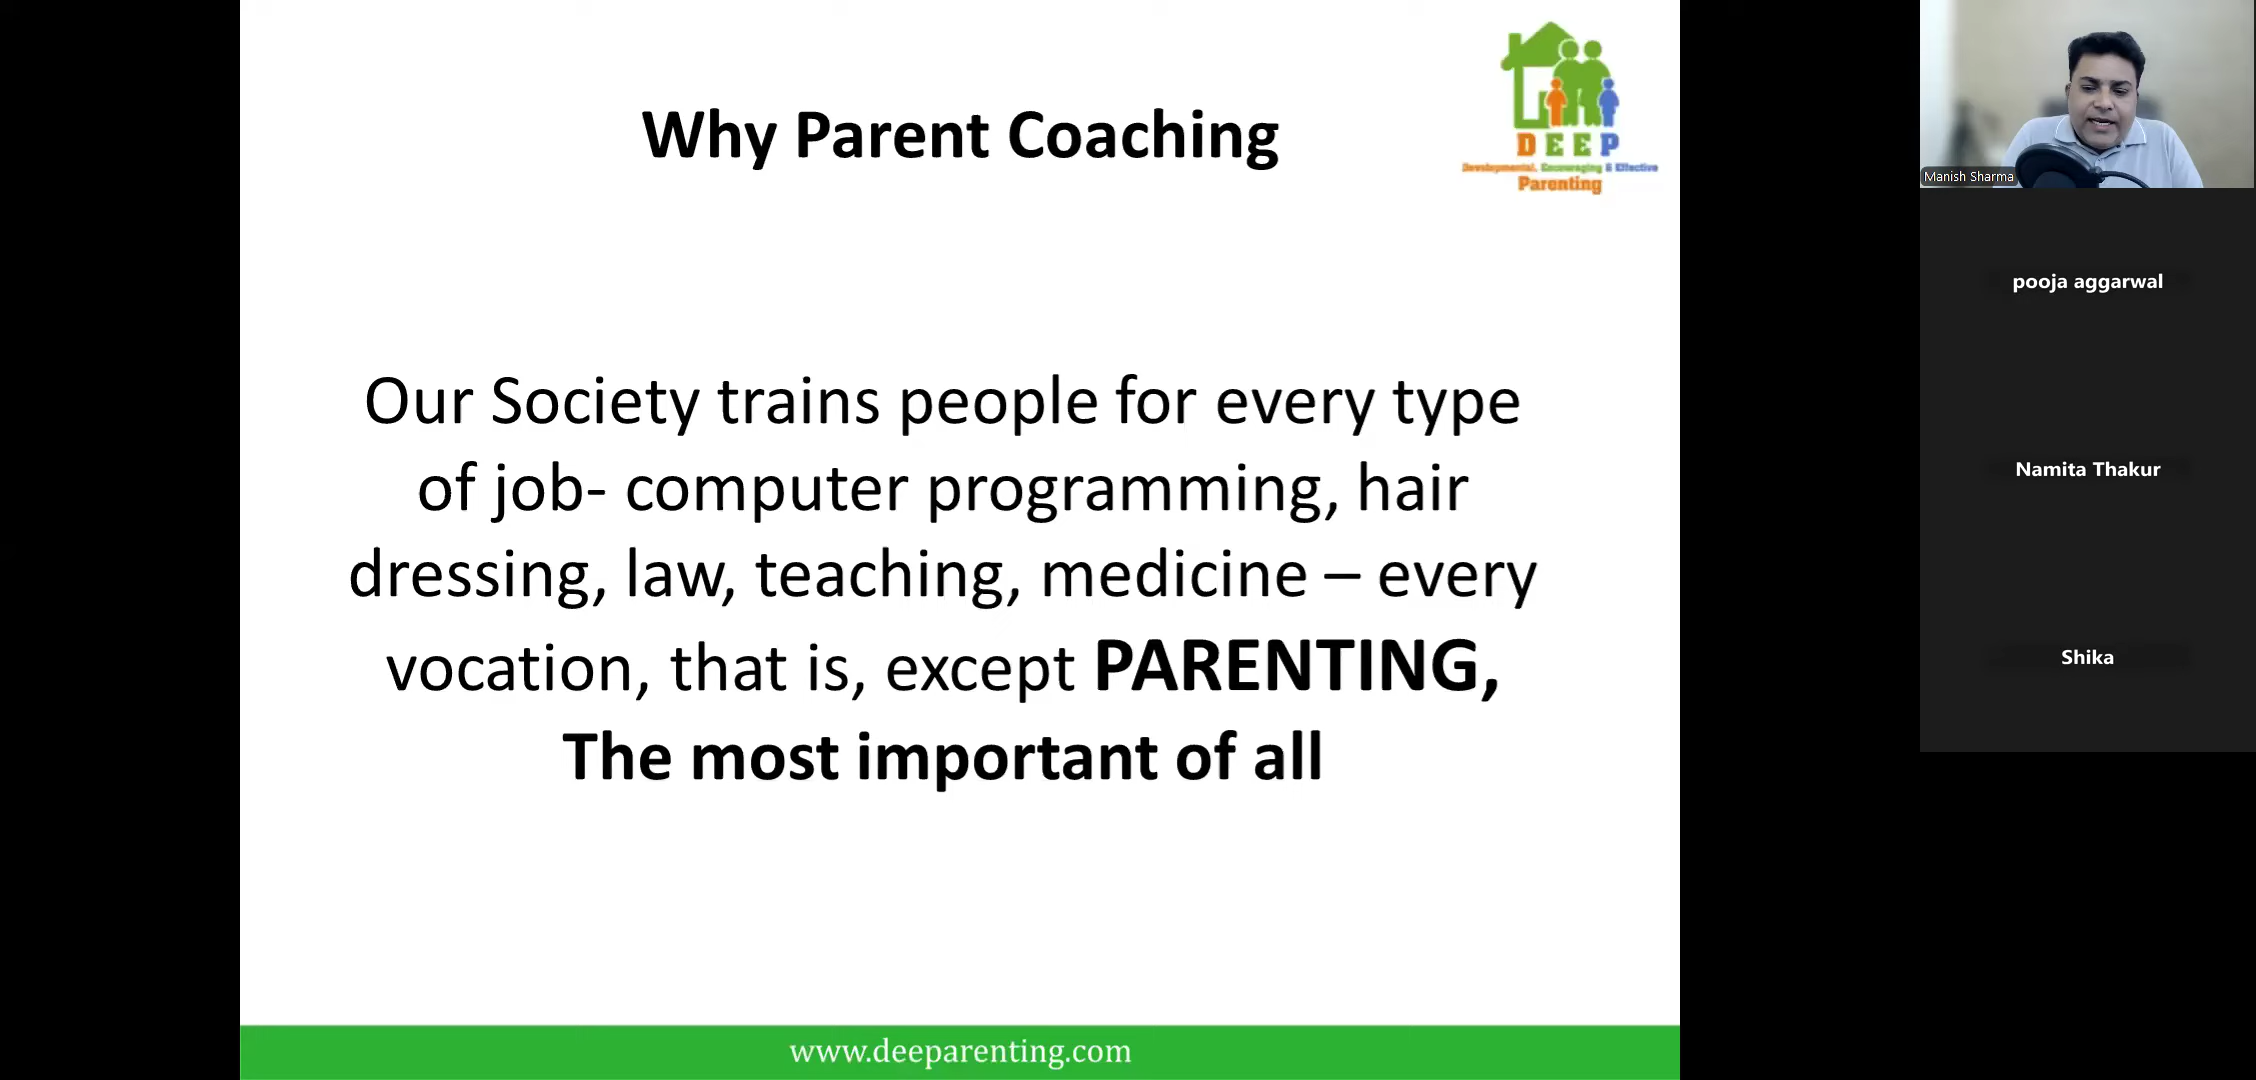 Why Parent Coaching
DEEP
Developmental, Encouraging & Effective
Parenting
Our Society trains people for every type
of job- computer programming, hair
dressing, law, teaching, medicine – every
vocation, that is, except PARENTING,
The most important of all
www.deeparenting.com
Manish Sharma
pooja aggarwal
Namita Thakur
Shika